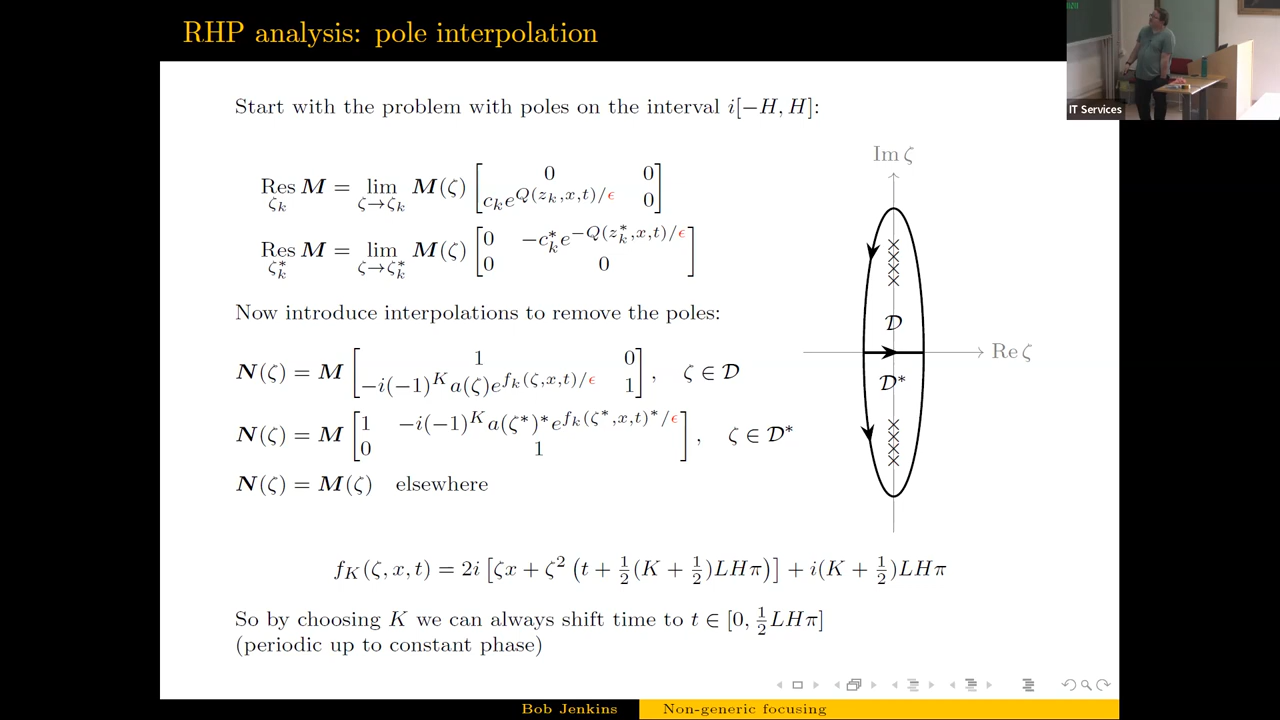 RHP analysis: pole interpolation
IT Services
Start with the problem with poles on the interval i[−H, H]:
Res_{ζ_k} M = lim_{ζ→ζ_k} M(ζ) [0 0; c_k e^{Q(z_k,x,t)/ϵ} 0]
Res_{ζ_k^*} M = lim_{ζ→ζ_k^*} M(ζ) [0 −c_k^* e^{−Q(z_k^*,x,t)/ϵ}; 0 0]
Now introduce interpolations to remove the poles:
N(ζ) = M [1 0; −i(−1)^K a(ζ)e^{f_k(ζ,x,t)/ϵ} 1], ζ ∈ D
N(ζ) = M [1 −i(−1)^K a(ζ^*)^* e^{f_k(ζ^*,x,t)^*/ϵ}; 0 1], ζ ∈ D^*
N(ζ) = M(ζ) elsewhere
Im ζ
D
Re ζ
D^*
f_K(ζ, x, t) = 2i [ζx + ζ^2 (t + 1/2(K + 1/2)LHπ)] + i(K + 1/2)LHπ
So by choosing K we can always shift time to t ∈ [0, 1/2 LHπ]
(periodic up to constant phase)
Bob Jenkins Non-generic focusing